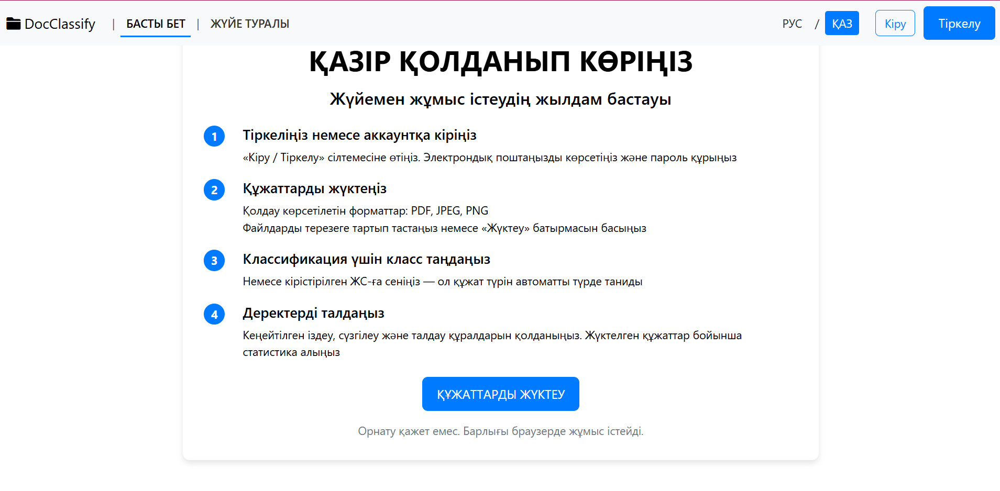 DocClassify | БАСТЫ БЕТ | ЖҮЙЕ ТУРАЛЫ РУС / ҚАЗ Кіру Тіркелу
ҚАЗІР ҚОЛДАНЫП КӨРІҢІЗ
Жүйемен жұмыс істеудің жылдам бастауы
1 Тіркеліңіз немесе аккаунтқа кіріңіз
«Кіру / Тіркелу» сілтемесіне өтіңіз. Электрондық поштаңызды көрсетіңіз және пароль құрыңыз
2 Құжаттарды жүктеңіз
Қолдау көрсетілетін форматтар: PDF, JPEG, PNG
Файлдарды терезеге тартып тастаңыз немесе «Жүктеу» батырмасын басыңыз
3 Классификация үшін класс таңдаңыз
Немесе кірістірілген ЖС-ға сеніңіз — ол құжат түрін автоматты түрде таниды
4 Деректерді талдаңыз
Кеңейтілген іздеу, сүзгілеу және талдау құралдарын қолданыңыз. Жүктелген құжаттар бойынша
статистика алыңыз
ҚҰЖАТТАРДЫ ЖҮКТЕУ
Орнату қажет емес. Барлығы браузерде жұмыс істейді.